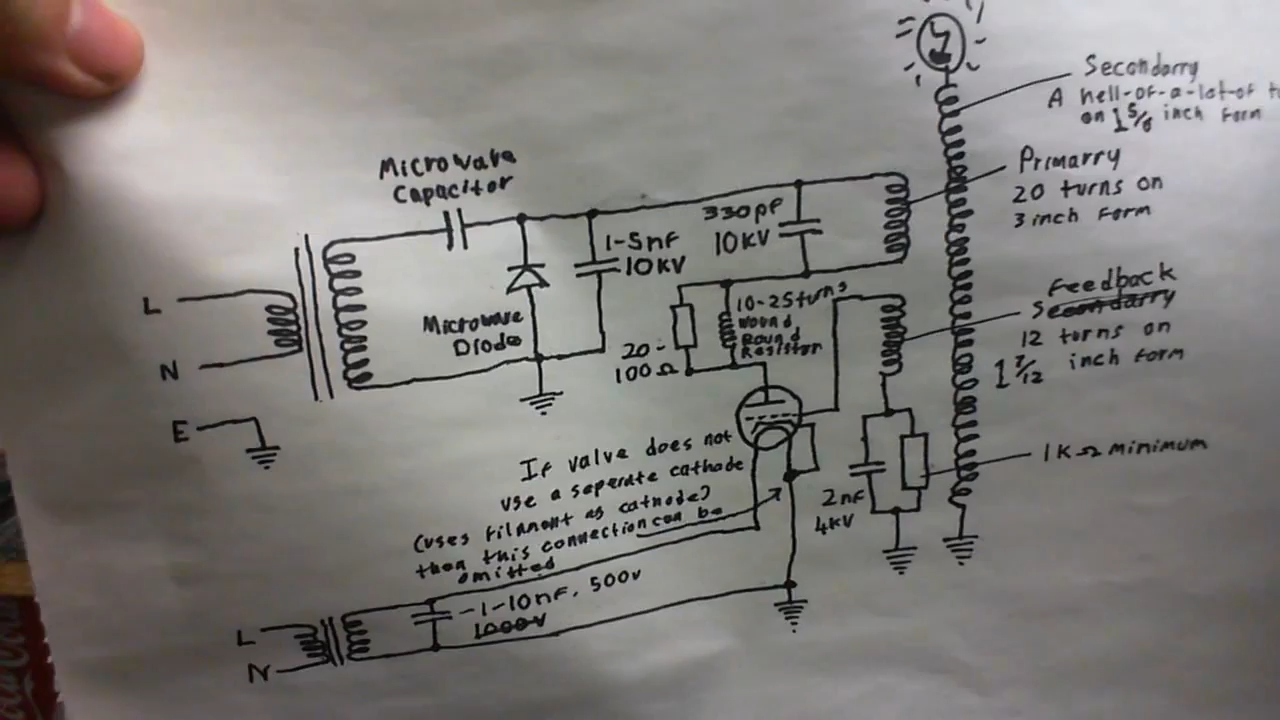 Microwave
Capacitor
L
N
E
Microwave
Diode
1-5nF
10KV
330pF
10KV
20-
100Ω
10-25 turns
wound
round
Resistor
Secondarry
A hell-of-a-lot-of
on 1 5/8 inch form
Primarry
20 turns on
3 inch Form
Feedback
Secondarry
12 turns on
1 7/12 inch form
1KΩ minimum
2nF
4KV
If valve does not
use a seperate cathode
(uses filament as cathode)
then this connection can be
omitted
L
N
1-10nF, 500v
1000V
Coca-Cola